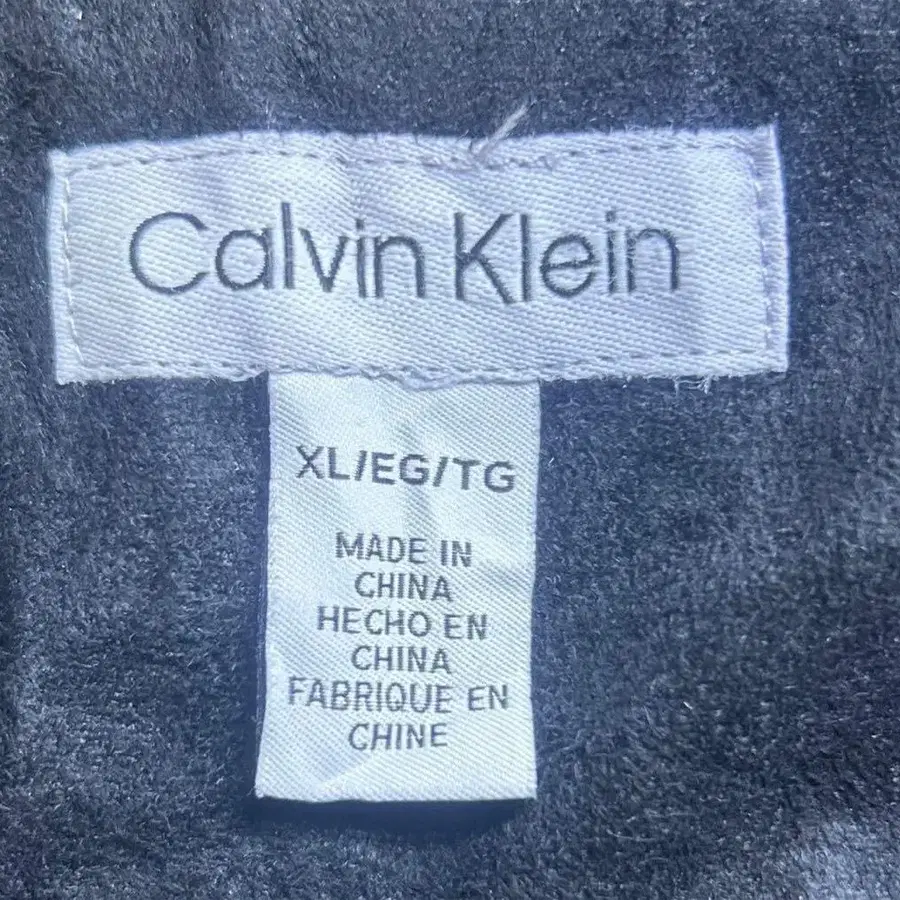 Calvin Klein
XL/EG/TG
MADE IN
CHINA
HECHO EN
CHINA
FABRIQUE EN
CHINE